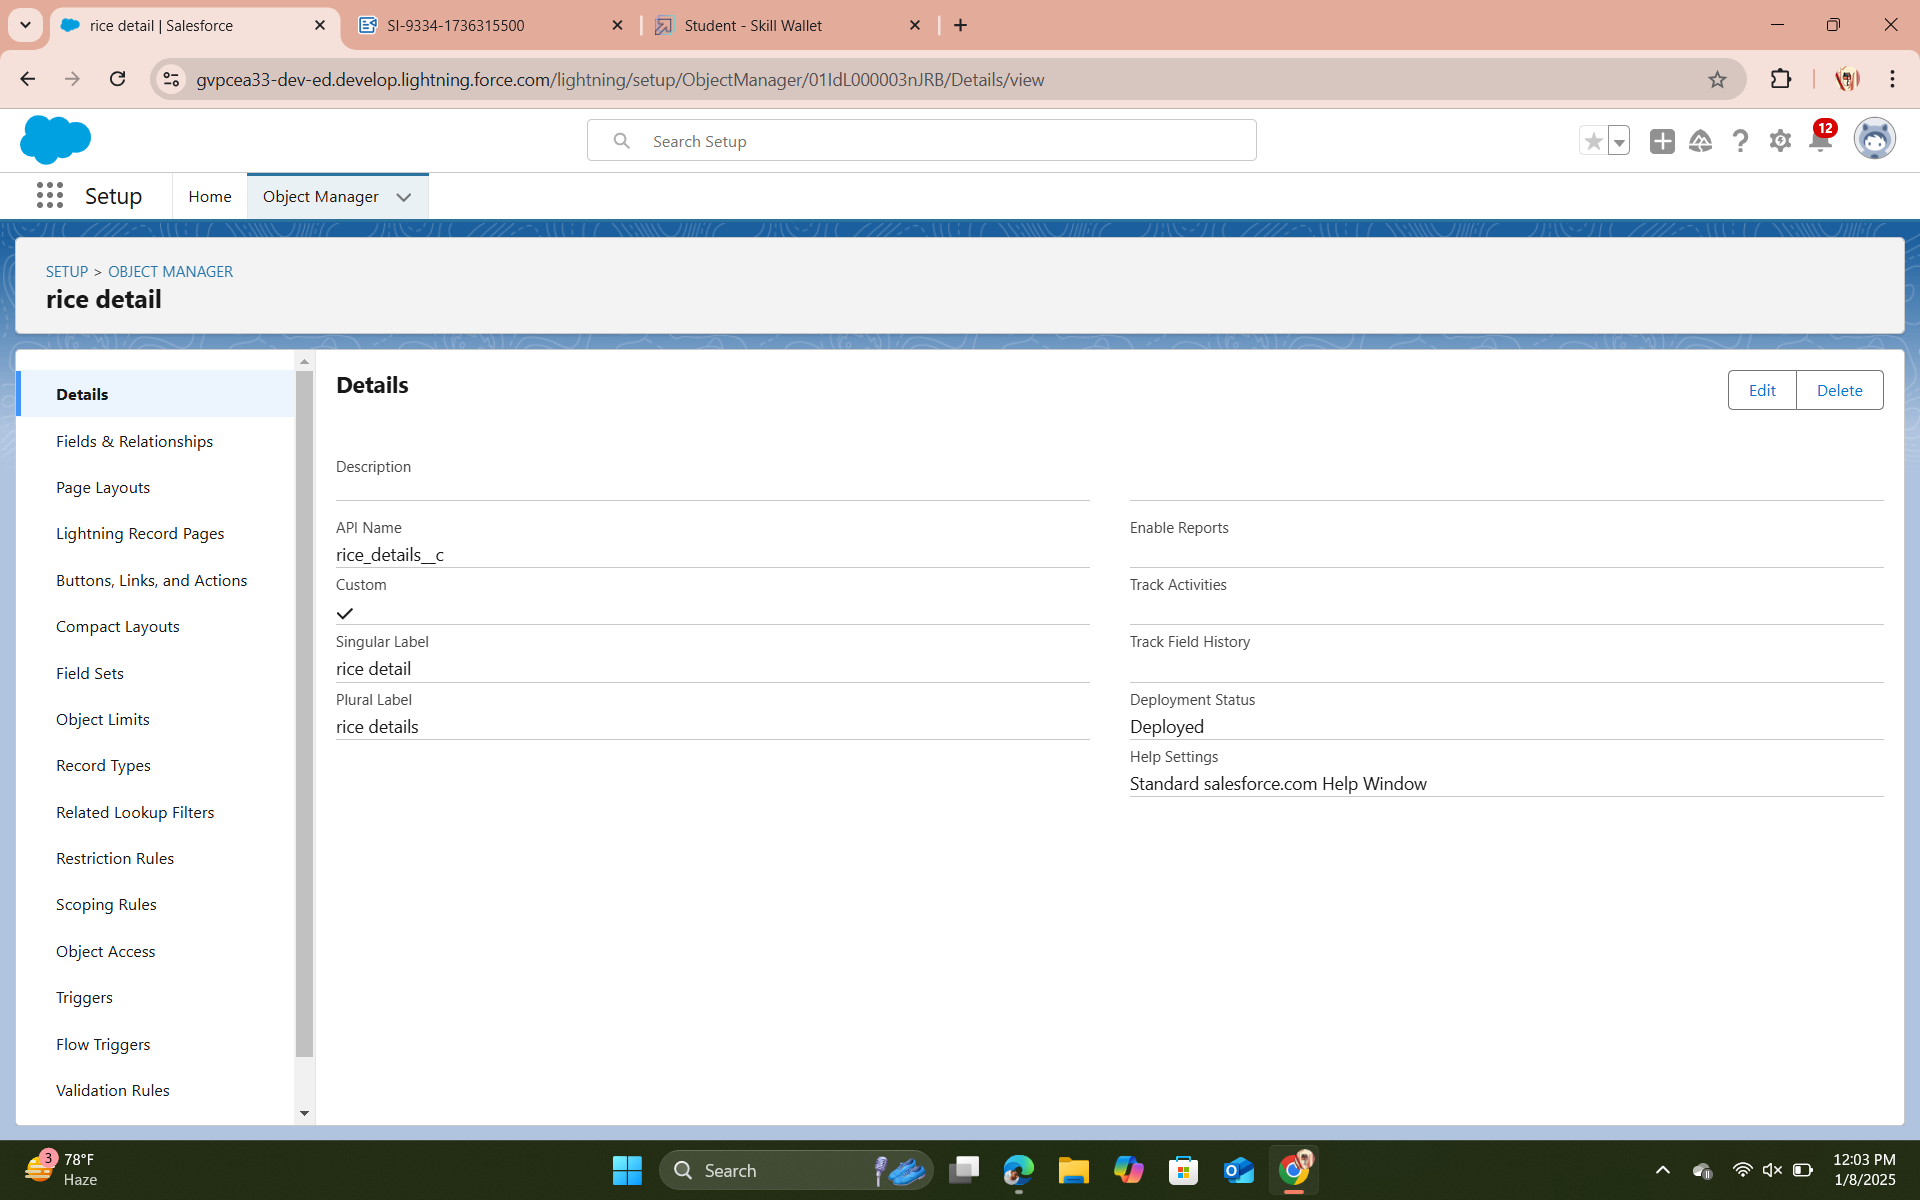 rice detail | Salesforce
SI-9334-1736315500
Student - Skill Wallet
gvpcea33-dev-ed.develop.lightning.force.com/lightning/setup/ObjectManager/01IdL000003nJRB/Details/view
Search Setup
12
Setup
Home
Object Manager
SETUP > OBJECT MANAGER
rice detail
Details
Fields & Relationships
Page Layouts
Lightning Record Pages
Buttons, Links, and Actions
Compact Layouts
Field Sets
Object Limits
Record Types
Related Lookup Filters
Restriction Rules
Scoping Rules
Object Access
Triggers
Flow Triggers
Validation Rules
Details
Edit
Delete
Description
API Name
rice_details__c
Custom
Singular Label
rice detail
Plural Label
rice details
Enable Reports
Track Activities
Track Field History
Deployment Status
Deployed
Help Settings
Standard salesforce.com Help Window
3
78°F
Haze
Search
12:03 PM
1/8/2025